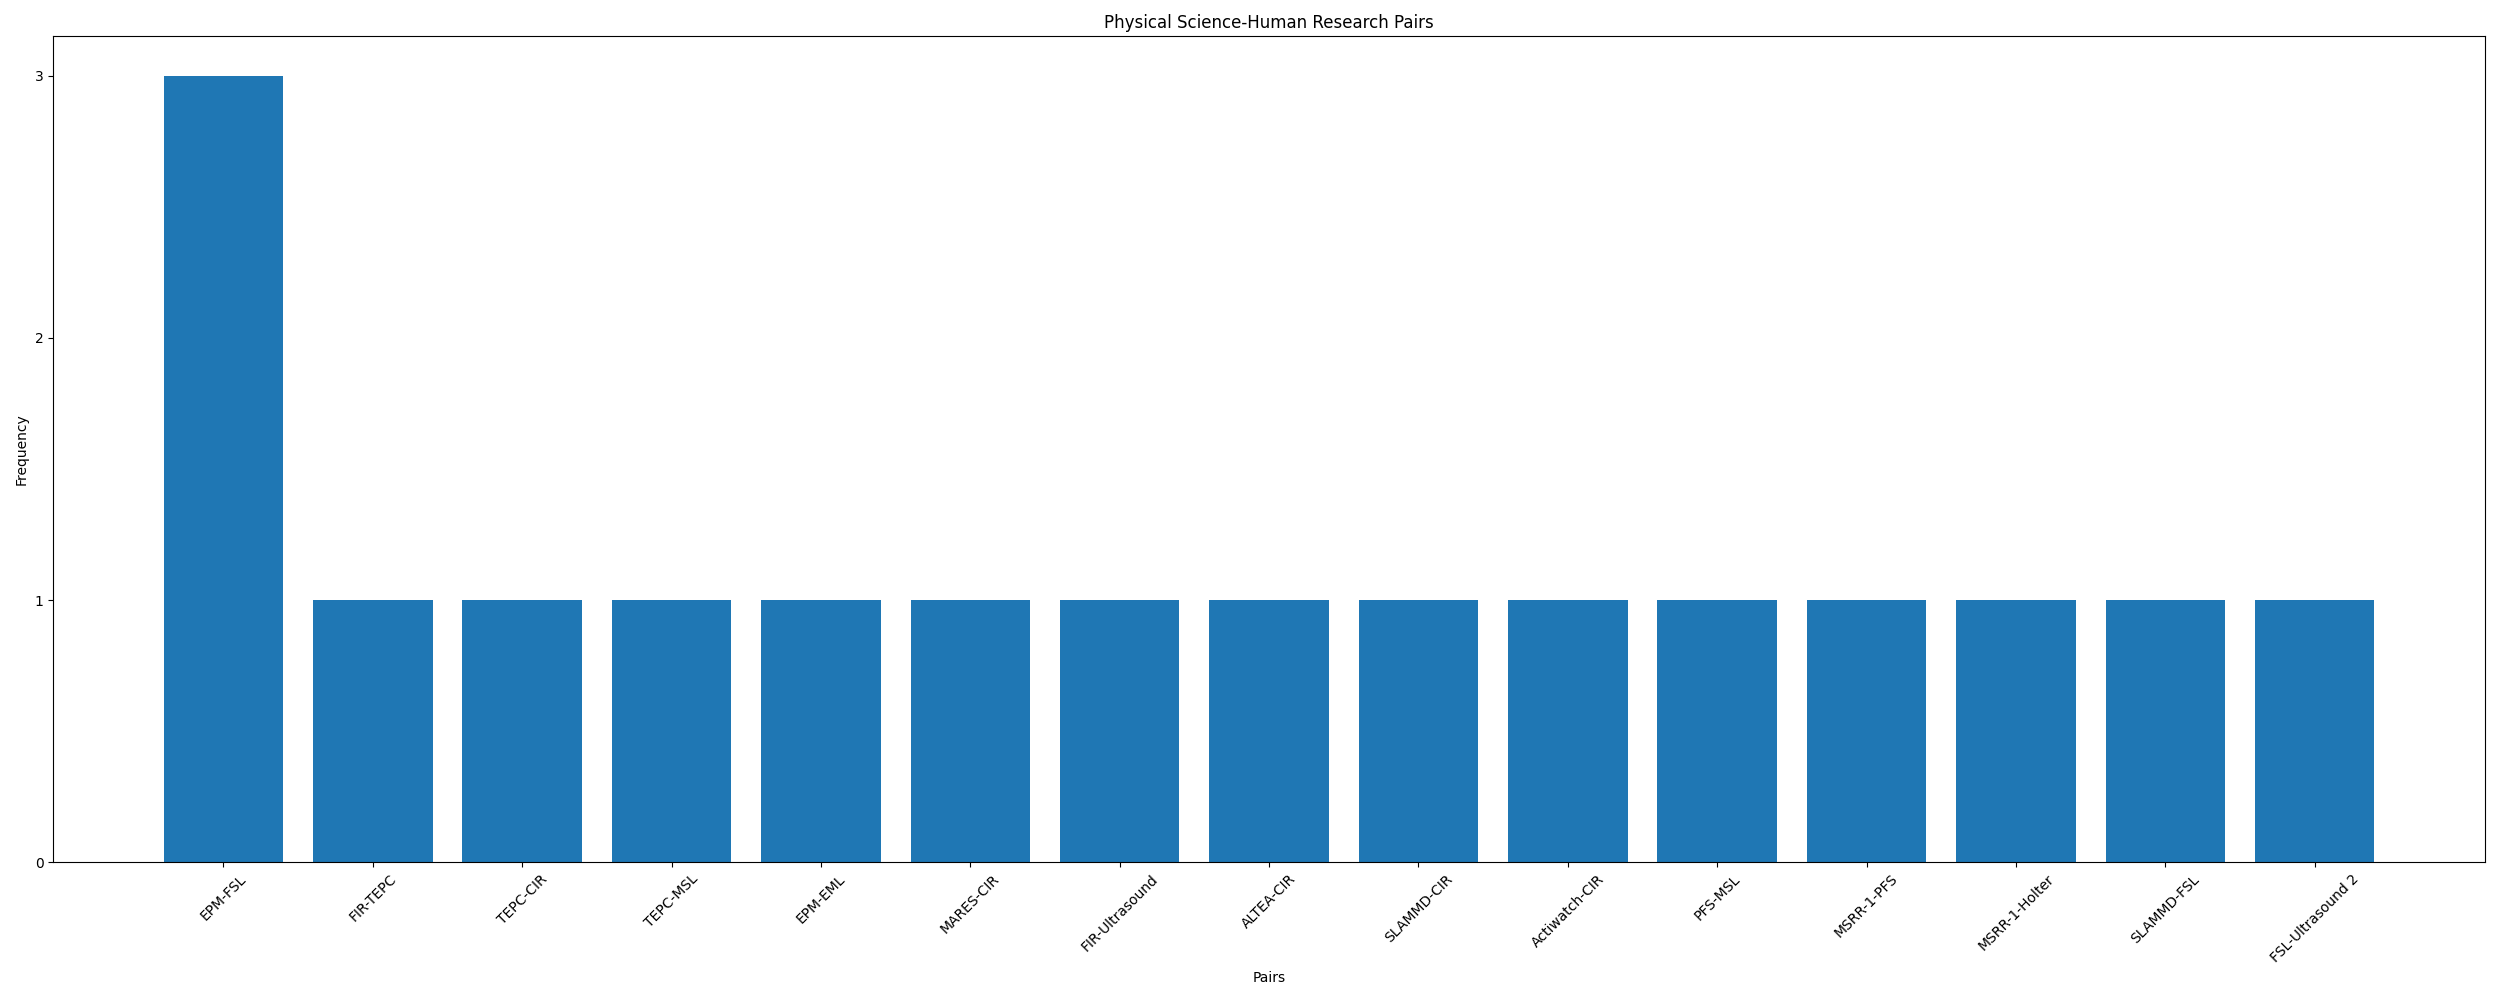 Physical Science-Human Research Pairs
3
2
1
0
Frequency
EPM-FSL
FIR-TEPC
TEPC-CIR
TEPC-MSL
EPM-EML
MARES-CIR
FIR-Ultrasound
ALTEA-CIR
SLAMMD-CIR
Actiwatch-CIR
PFS-MSL
MSRR-1-PFS
MSRR-1-Holter
SLAMMD-FSL
FSL-Ultrasound 2
Pairs